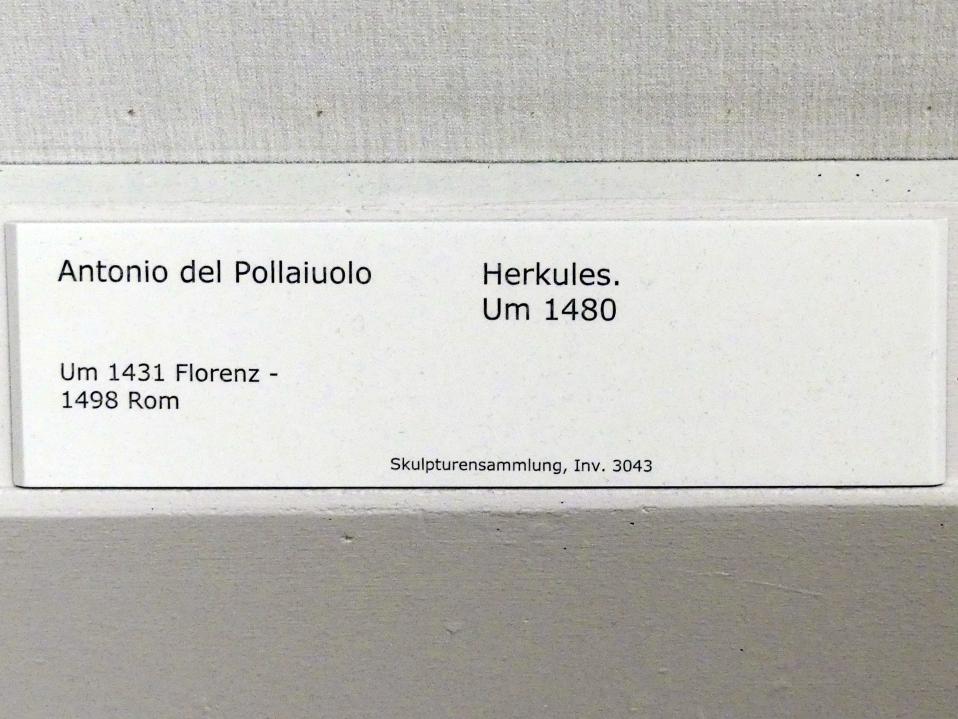 Antonio del Pollaiuolo
Um 1431 Florenz -
1498 Rom
Herkules.
Um 1480
Skulpturensammlung, Inv. 3043